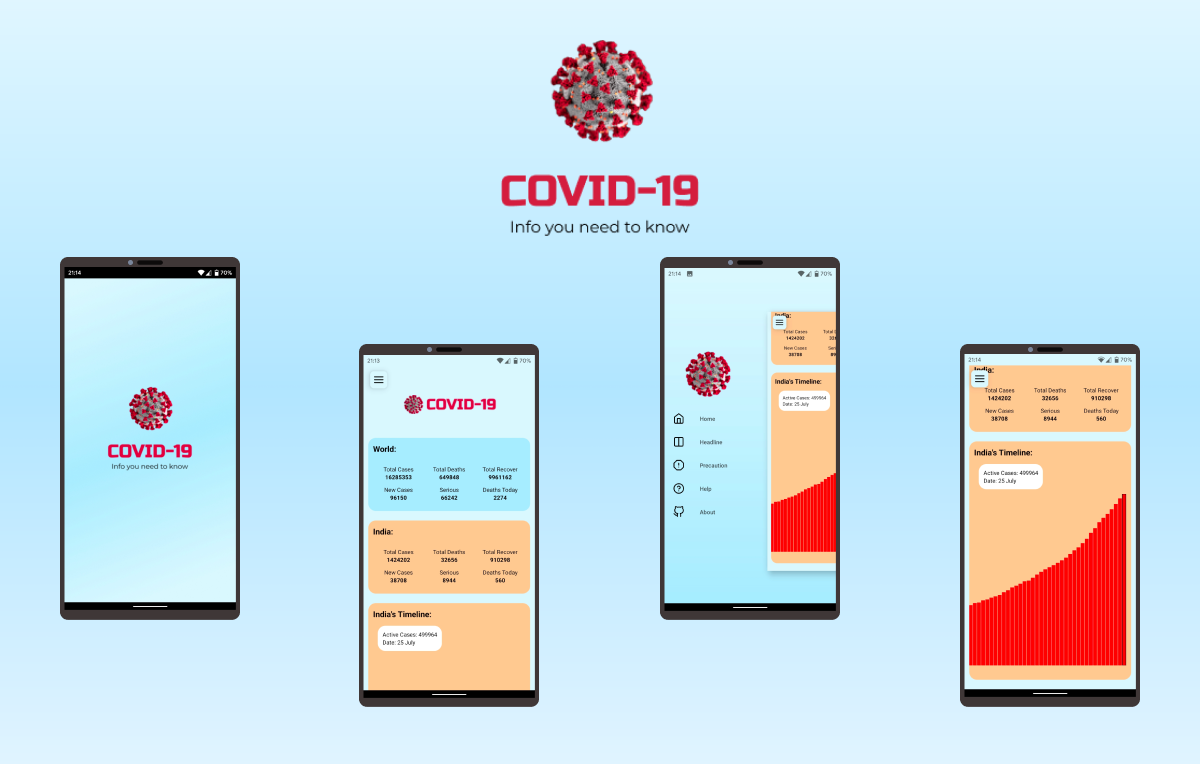 COVID-19
Info you need to know
21:14 70%
COVID-19
Info you need to know
21:13 70%
COVID-19
World:
Total Cases Total Deaths Total Recover
16285353 649848 9961162
New Cases Serious Deaths Today
96150 66242 2274
India:
Total Cases Total Deaths Total Recover
1424202 32656 910298
New Cases Serious Deaths Today
38708 8944 560
India's Timeline:
Active Cases: 499964
Date: 25 July
21:14 70%
Home
Headline
Precaution
Help
About
India:
Total Cases Total
1424202
New Cases
38708
India's Timeline:
Active Cases: 499964
Date: 25 July
21:14 70%
India:
Total Cases Total Deaths Total Recover
1424202 32656 910298
New Cases Serious Deaths Today
38708 8944 560
India's Timeline:
Active Cases: 499964
Date: 25 July